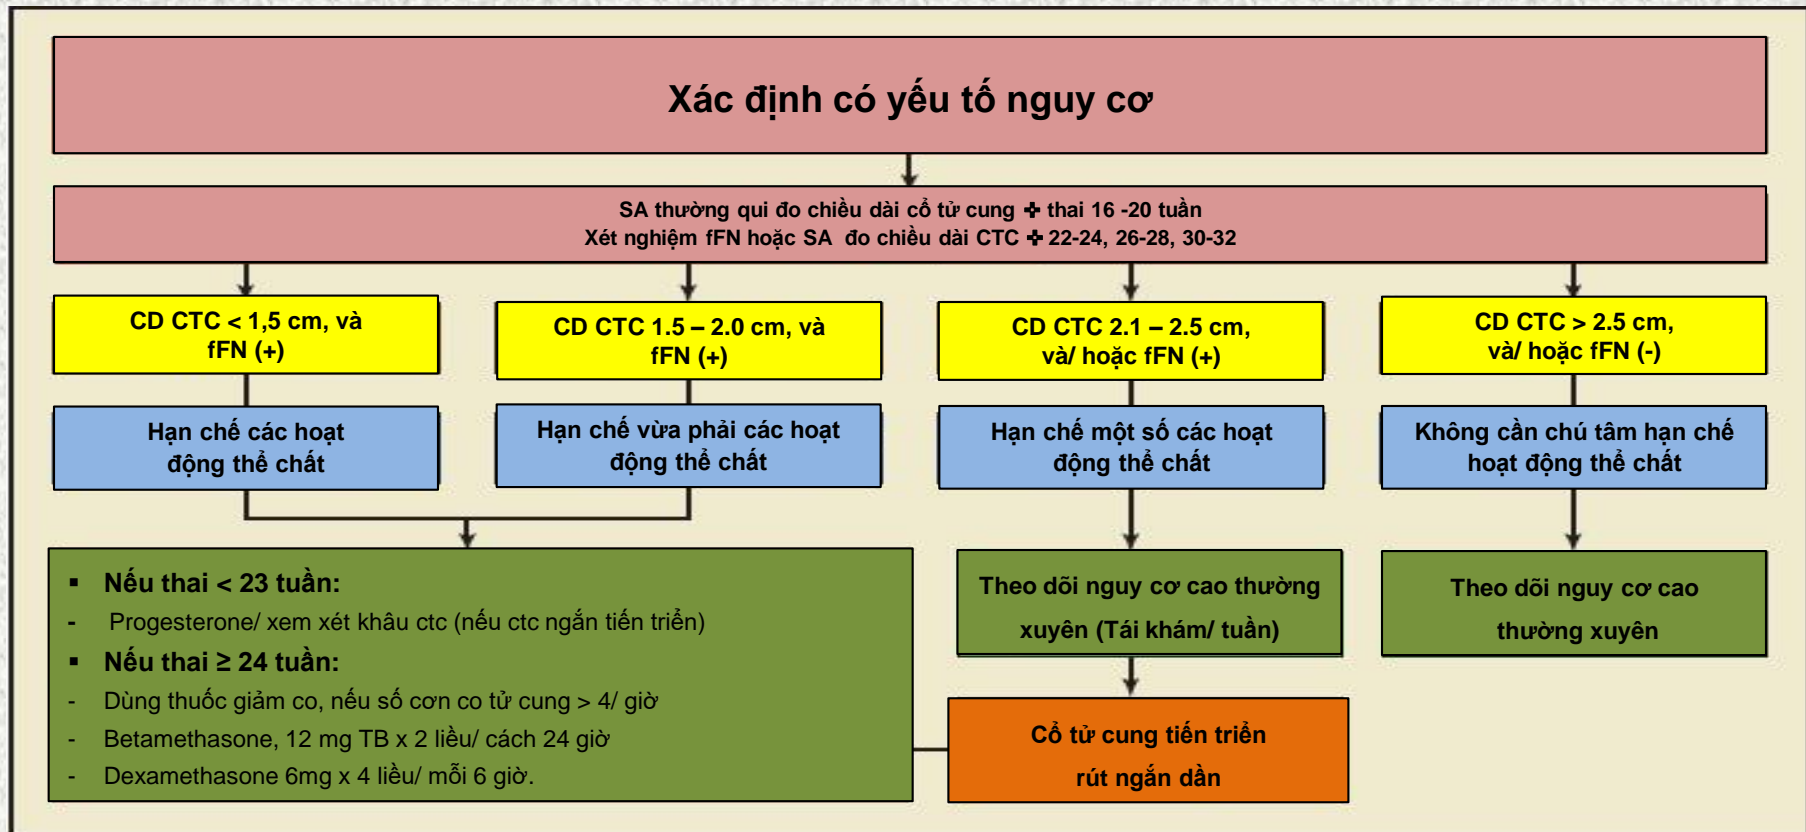 Xác định có yếu tố nguy cơ
SA thường qui đo chiều dài cổ tử cung ✤ thai 16 -20 tuần
Xét nghiệm fFN hoặc SA đo chiều dài CTC ✤ 22-24, 26-28, 30-32
CD CTC < 1,5 cm, và
fFN (+)
CD CTC 1.5 – 2.0 cm, và
fFN (+)
CD CTC 2.1 – 2.5 cm,
và/ hoặc fFN (+)
CD CTC > 2.5 cm,
và/ hoặc fFN (-)
Hạn chế các hoạt
động thể chất
Hạn chế vừa phải các hoạt
động thể chất
Hạn chế một số các hoạt
động thể chất
Không cần chú tâm hạn chế
hoạt động thể chất
▪ Nếu thai < 23 tuần:
- Progesterone/ xem xét khâu ctc (nếu ctc ngắn tiến triển)
▪ Nếu thai ≥ 24 tuần:
- Dùng thuốc giảm co, nếu số cơn co tử cung > 4/ giờ
- Betamethasone, 12 mg TB x 2 liều/ cách 24 giờ
- Dexamethasone 6mg x 4 liều/ mỗi 6 giờ.
Theo dõi nguy cơ cao thường
xuyên (Tái khám/ tuần)
Theo dõi nguy cơ cao
thường xuyên
Cổ tử cung tiến triển
rút ngắn dần